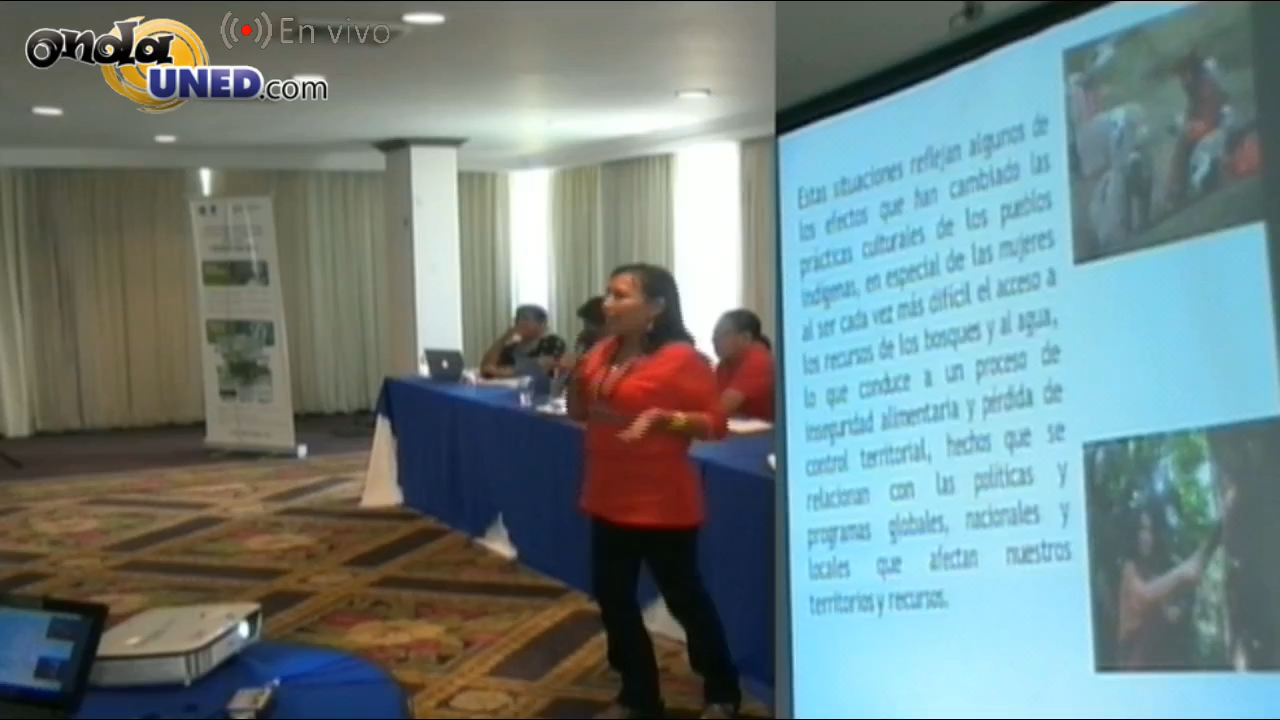 onda
UNED.com
En vivo
Estas situaciones reflejan algunos de
los efectos que han cambiado las
prácticas culturales de los pueblos
indígenas, en especial de las mujeres
al ser cada vez más difícil el acceso a
los recursos de los bosques y al agua,
lo que conduce a un proceso de
inseguridad alimentaria y pérdida de
control territorial, hechos que se
relacionan con las políticas y
programas globales, nacionales y
locales que afectan nuestros
territorios y recursos.